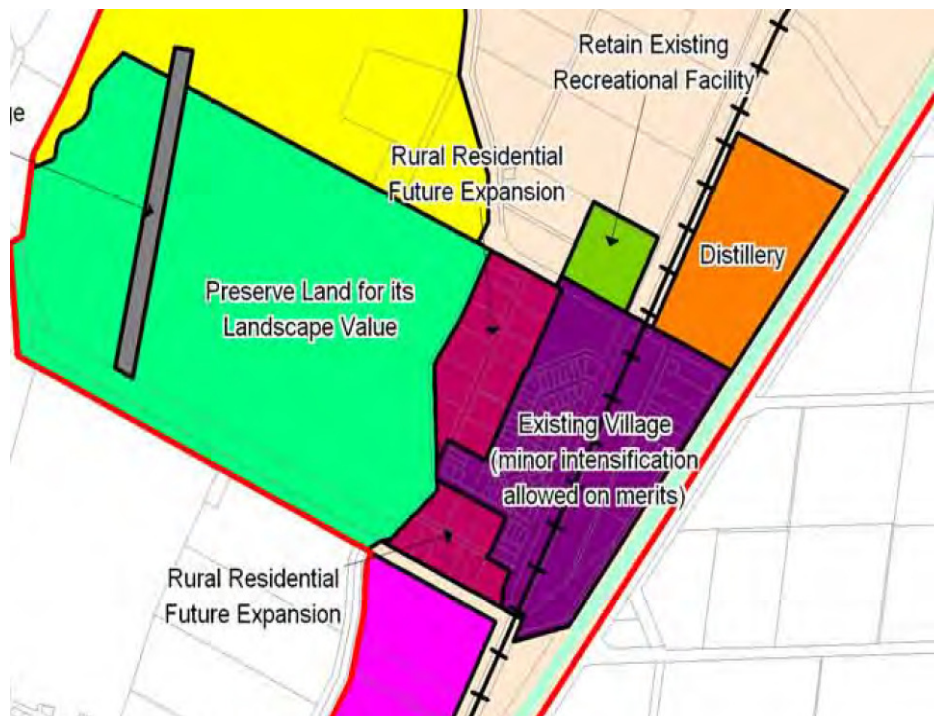 Retain Existing
Recreational Facility
ge
Rural Residential
Future Expansion
Distillery
Preserve Land for its
Landscape Value
Existing Village
(minor intensification
allowed on merits)
Rural Residential
Future Expansion